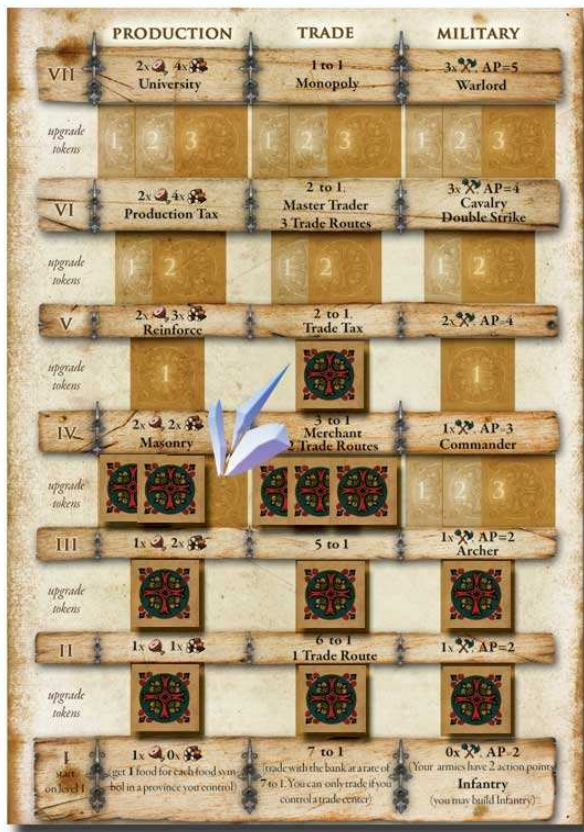 PRODUCTION TRADE MILITARY
VII 2x 4x 1 to 1 3x AP=5
University Monopoly Warlord
upgrade tokens 1 2 3 1 2 3 1 2 3
VI 2x 4x 2 to 1. 3x AP=4
Production Tax Master Trader Cavalry
3 Trade Routes Double Strike
upgrade tokens 1 2 1 2 1 2
V 2x 3x 2 to 1. 2x AP=4
Reinforce Trade Tax
upgrade tokens 1 1
IV 2x 2x 3 to 1 1x AP=3
Masonry Merchant Commander
2 Trade Routes
upgrade tokens 1 2 3
III 1x 2x 5 to 1 1x AP=2
Archer
upgrade tokens
II 1x 1x 6 to 1 1x AP=2
1 Trade Route
upgrade tokens
I 1x 0x 7 to 1 0x AP=2
start on level 1 (get 1 food for each food sym (trade with the bank at a rate of (Your armies have 2 action points
bol in a province you control) 7 to 1. You can only trade if you Infantry
control a trade center) (you may build Infantry)